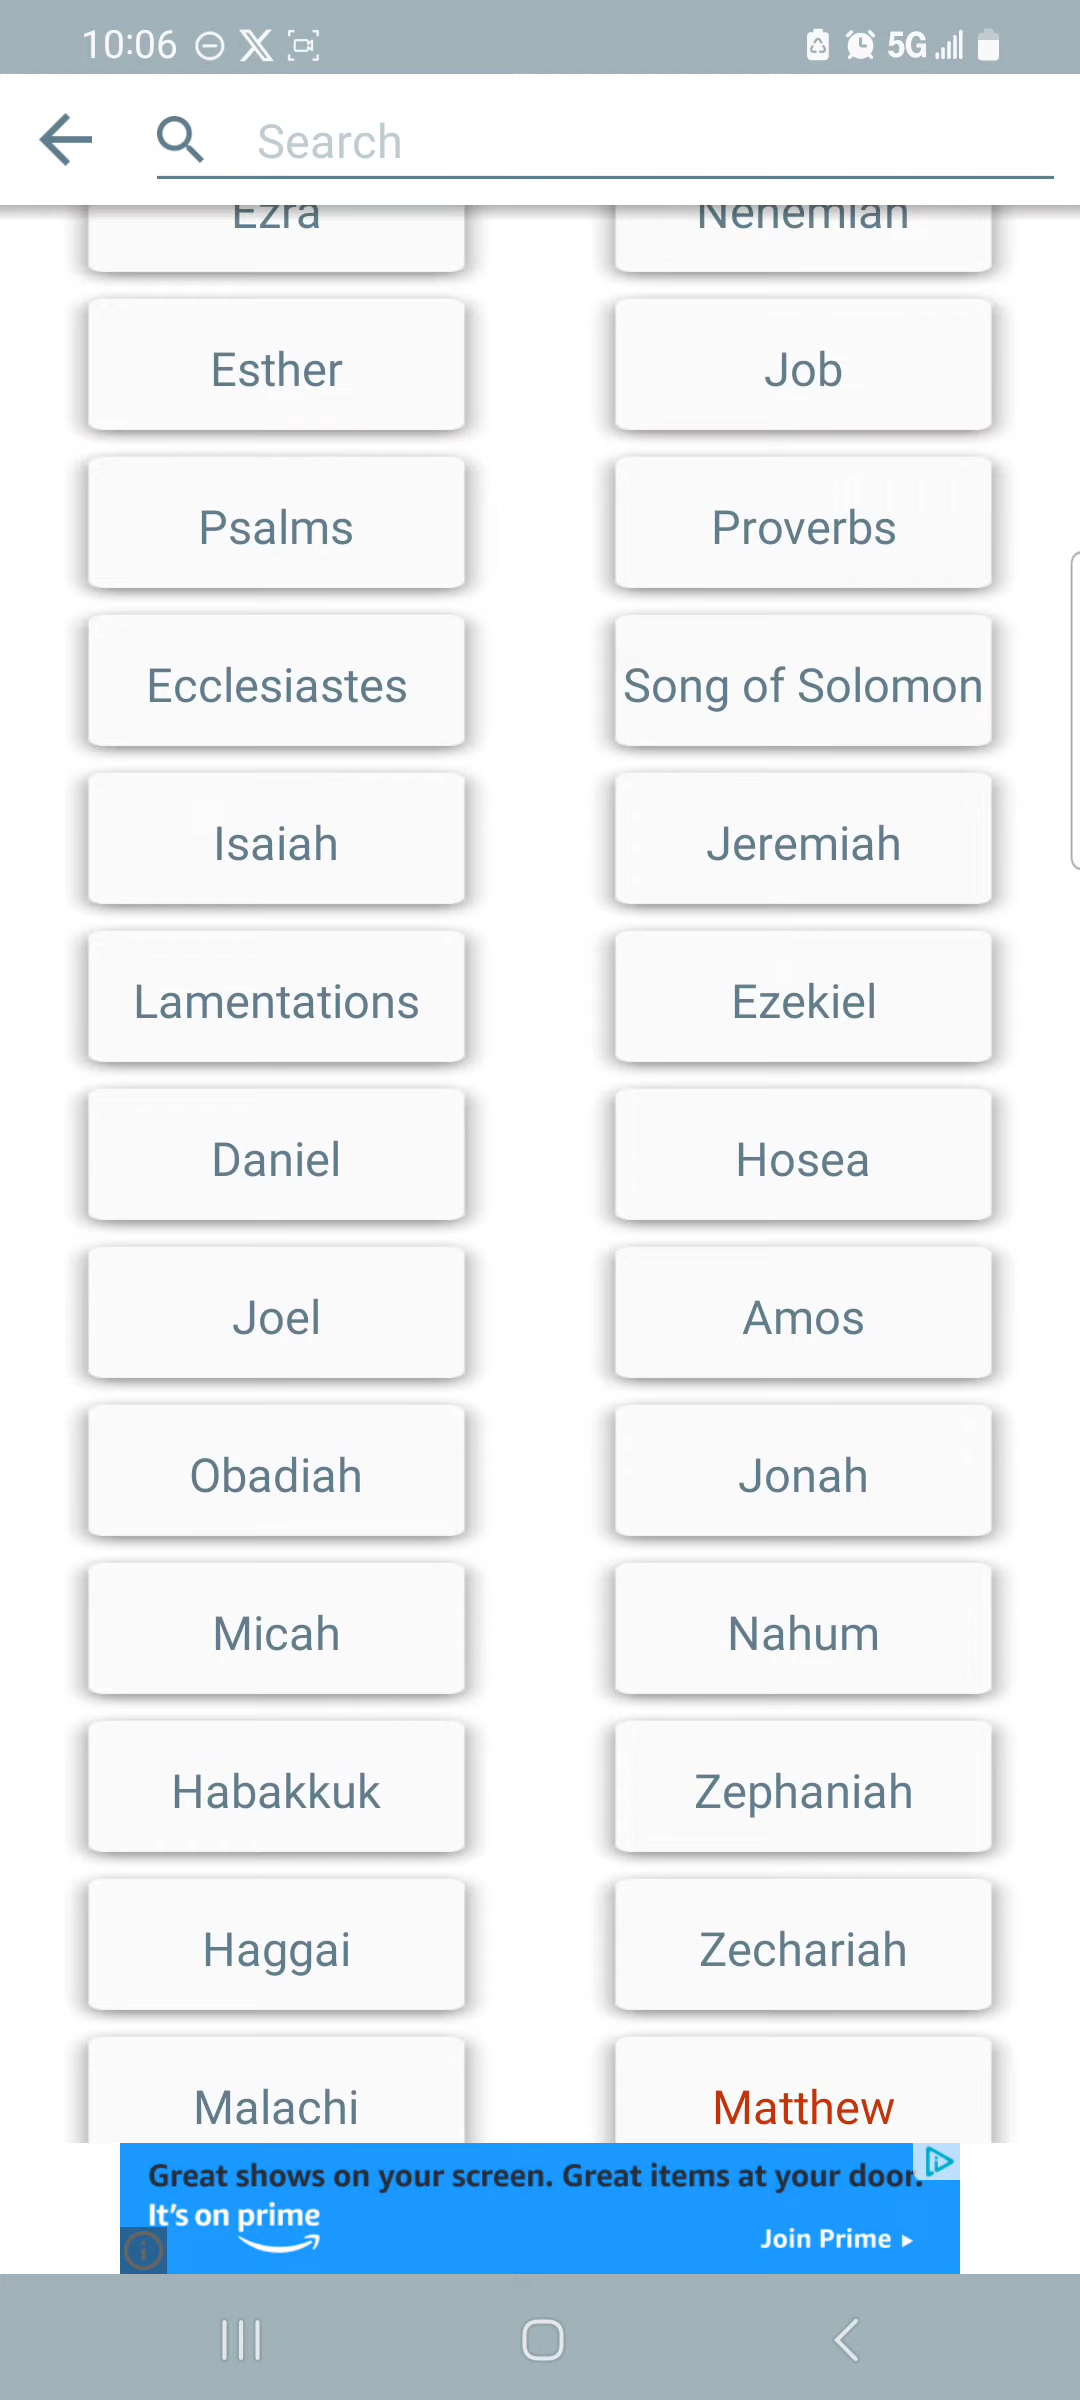 10:06 5G
Search
Ezra Nehemiah
Esther Job
Psalms Proverbs
Ecclesiastes Song of Solomon
Isaiah Jeremiah
Lamentations Ezekiel
Daniel Hosea
Joel Amos
Obadiah Jonah
Micah Nahum
Habakkuk Zephaniah
Haggai Zechariah
Malachi Matthew
Great shows on your screen. Great items at your door.
It's on prime
Join Prime